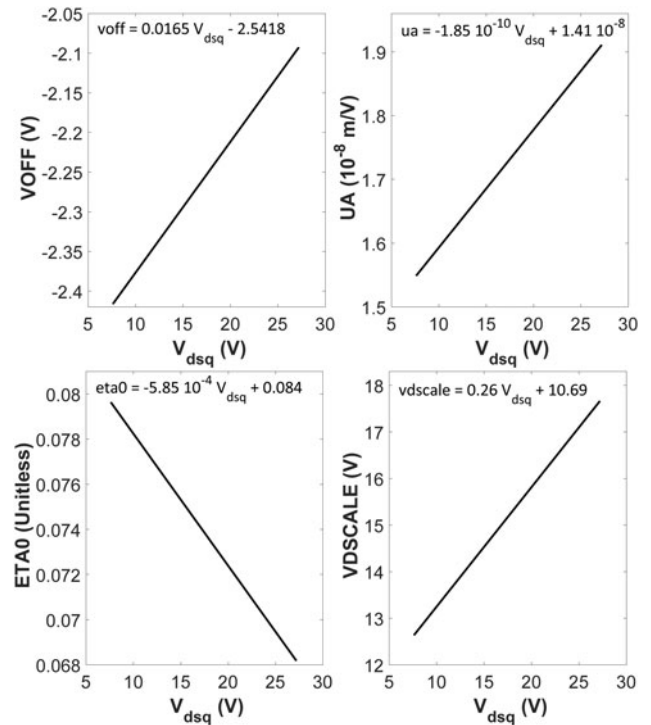 voff = 0.0165 V_dsq - 2.5418
-2.05
-2.1
-2.15
-2.2
-2.25
-2.3
-2.35
-2.4
VOFF (V)
5 10 15 20 25 30
V_dsq (V)
ua = -1.85 10^-10 V_dsq + 1.41 10^-8
1.9
1.8
1.7
1.6
1.5
UA (10^-8 m/V)
5 10 15 20 25 30
V_dsq (V)
eta0 = -5.85 10^-4 V_dsq + 0.084
0.08
0.078
0.076
0.074
0.072
0.07
0.068
ETA0 (Unitless)
5 10 15 20 25 30
V_dsq (V)
vdscale = 0.26 V_dsq + 10.69
18
17
16
15
14
13
12
VDSCALE (V)
5 10 15 20 25 30
V_dsq (V)